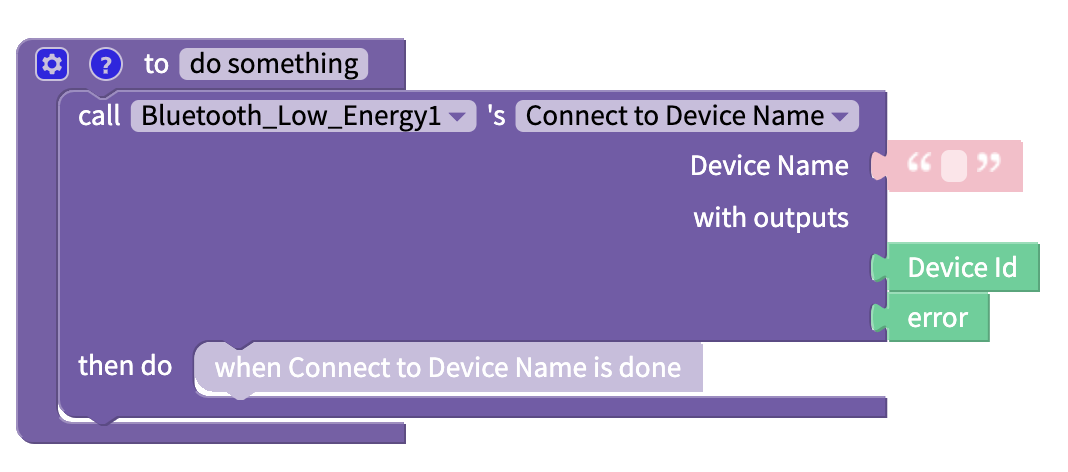 ? to do something
call Bluetooth_Low_Energy1 's Connect to Device Name
Device Name “ ”
with outputs
Device Id
error
then do when Connect to Device Name is done